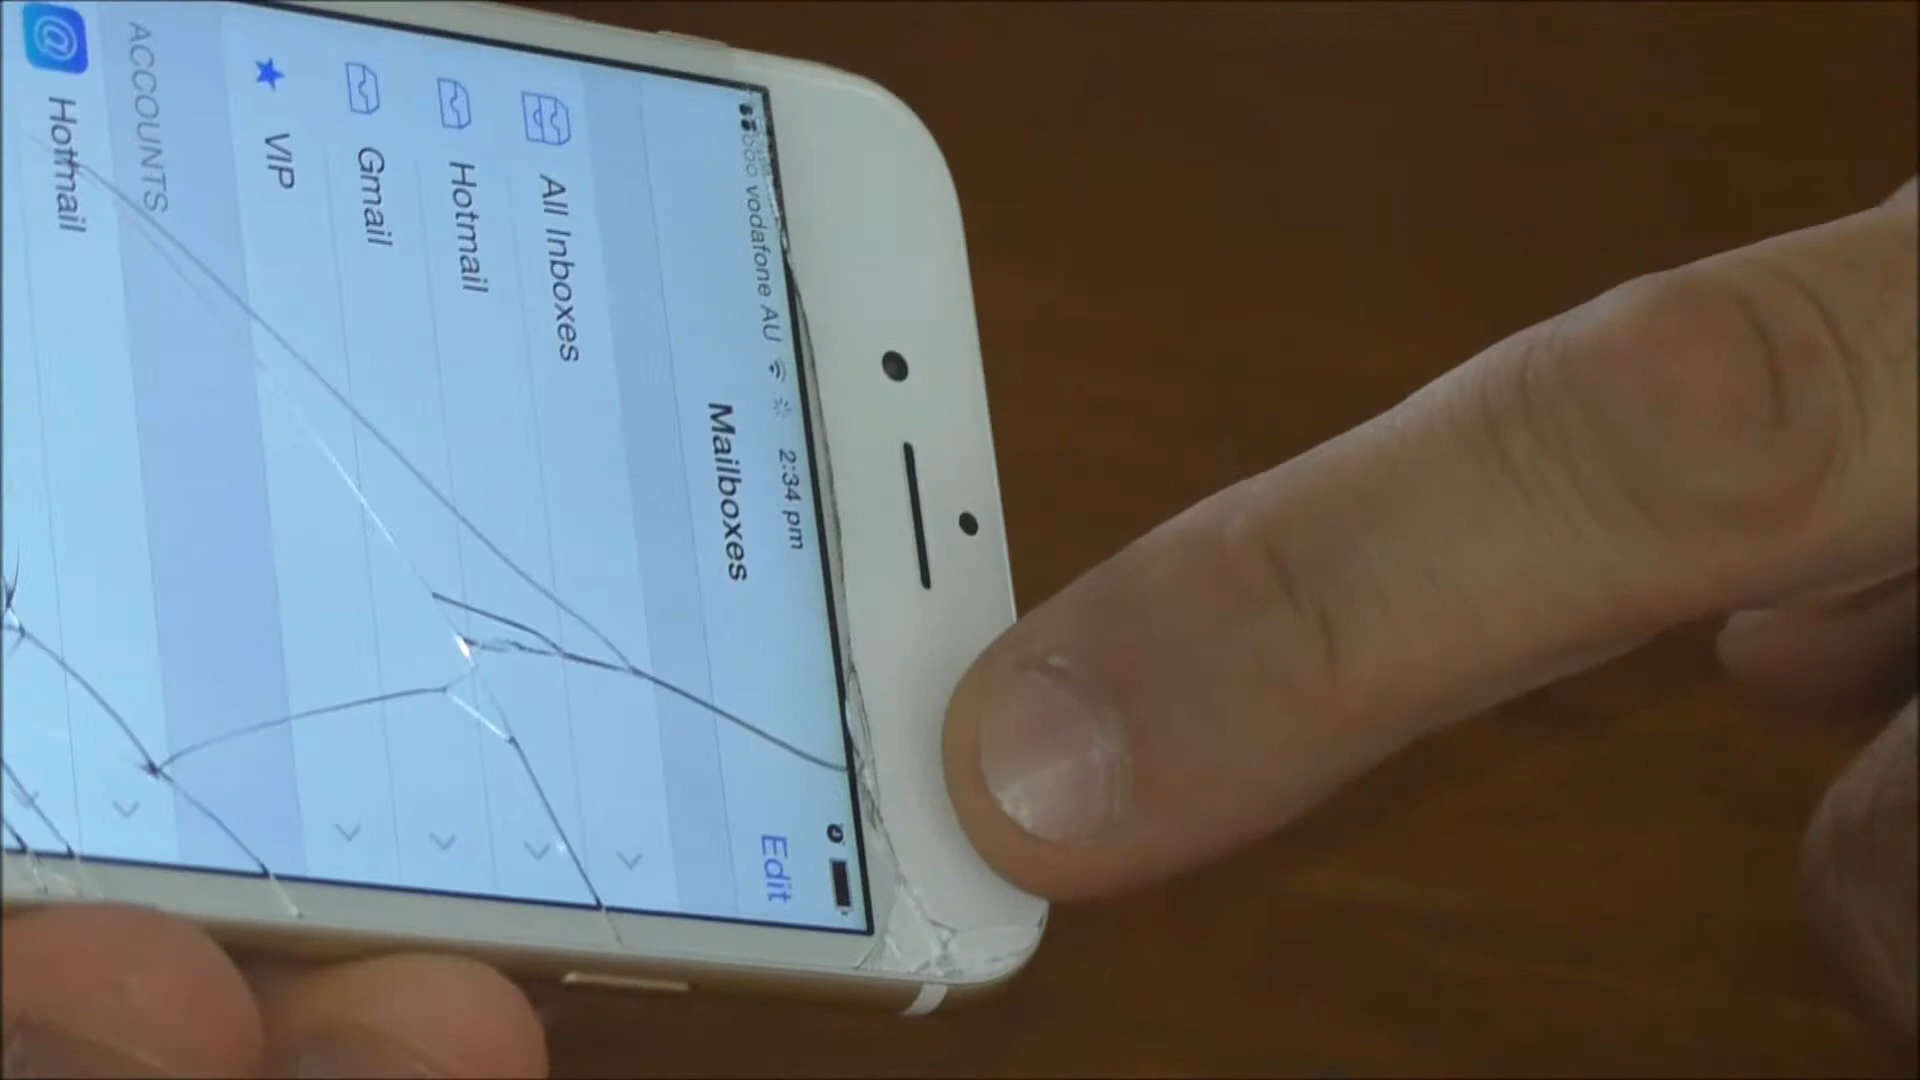 vodafone AU 2:34 pm
Mailboxes
Edit
All Inboxes
Hotmail
Gmail
VIP
ACCOUNTS
Hotmail